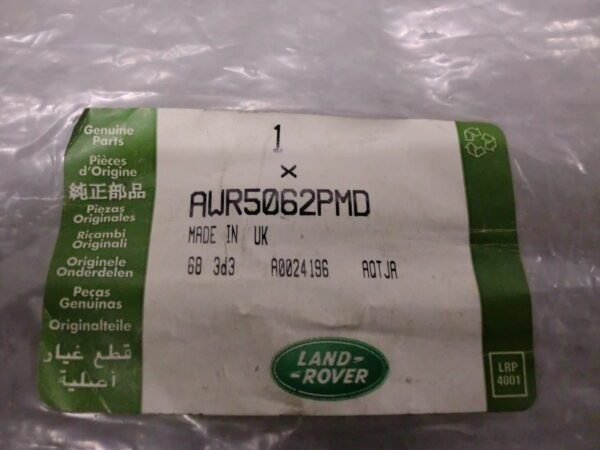 Genuine
Parts
Pièces
d'Origine
純正部品
Piezas
Originales
Ricambi
Originali
Originele
Onderdelen
Peças
Genuinas
Originalteile
قطع غيار
أصلية
1
x
AWR5062PMD
MADE IN UK
68 3d3 A0024196 AQTJA
LAND-
-ROVER
LRP
4001